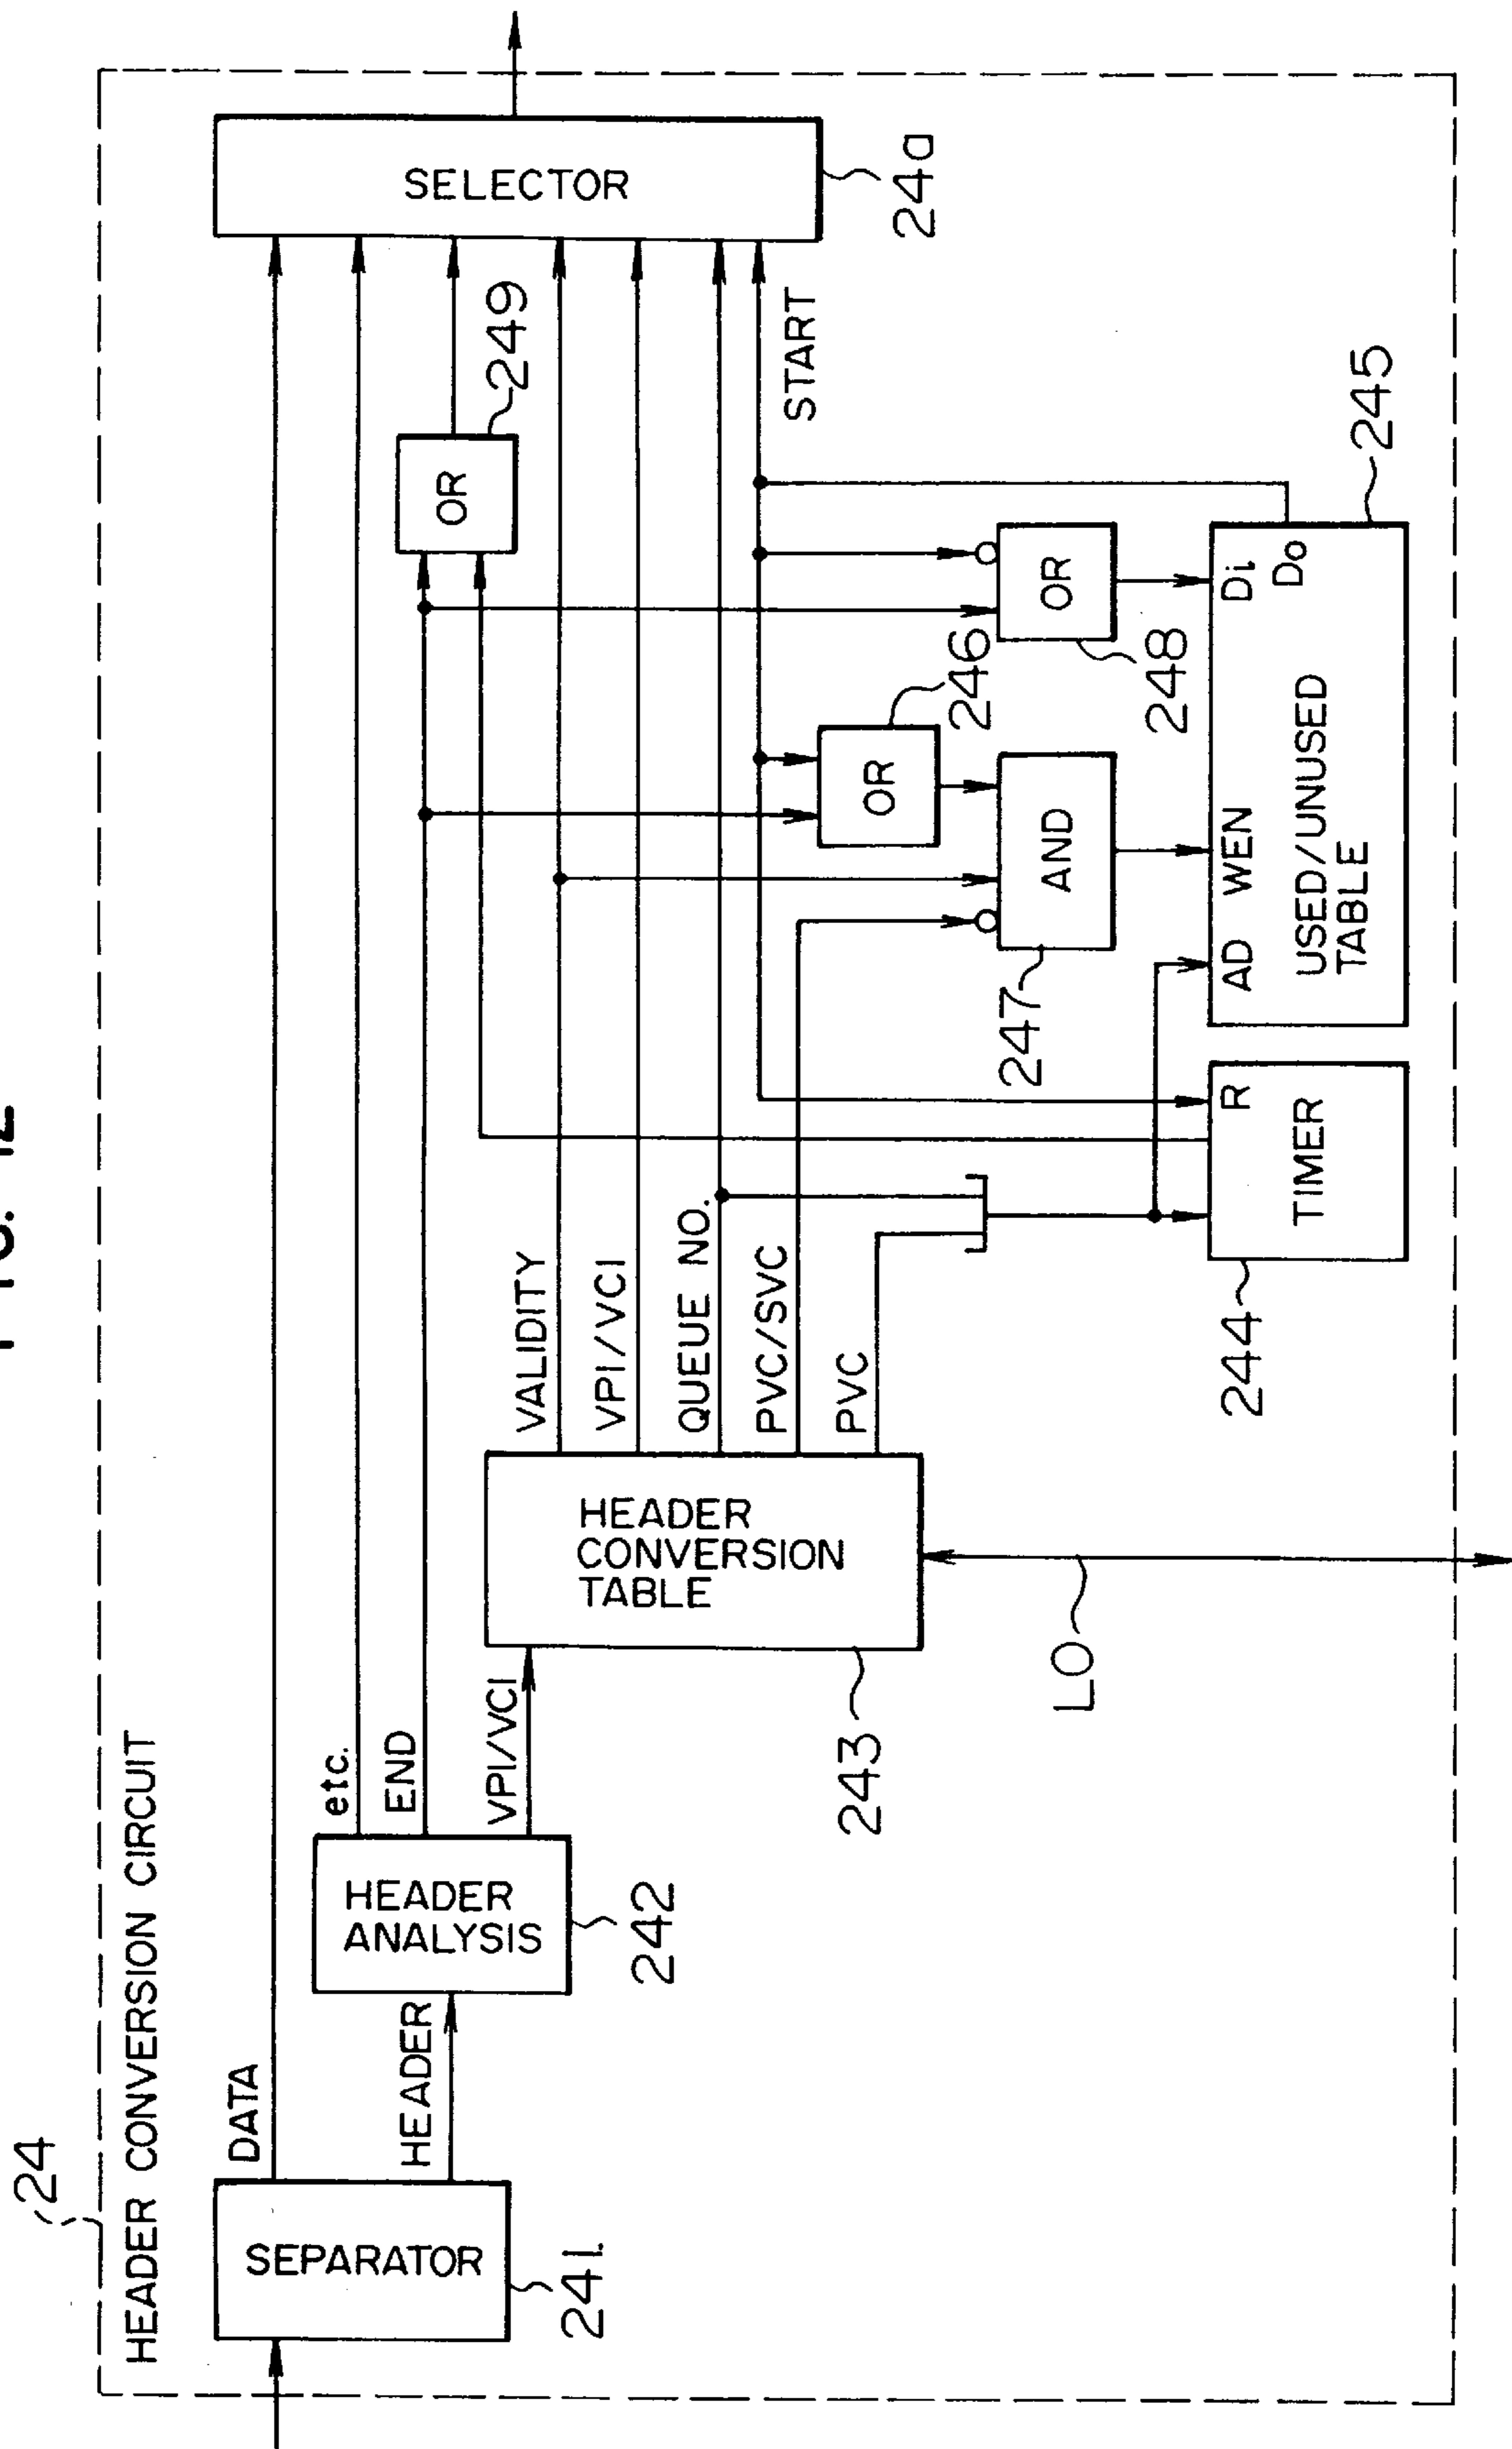 24
HEADER CONVERSION CIRCUIT
SEPARATOR
241
DATA
HEADER
HEADER
ANALYSIS
242
etc.
END
VPI/VCI
HEADER
CONVERSION
TABLE
243
LO
VALIDITY
VPI/VCI
QUEUE NO.
PVC/SVC
PVC
TIMER
R
244
OR
246
AND
247
OR
248
OR
249
AD WEN Di
Do
USED/UNUSED
TABLE
245
START
SELECTOR
24a